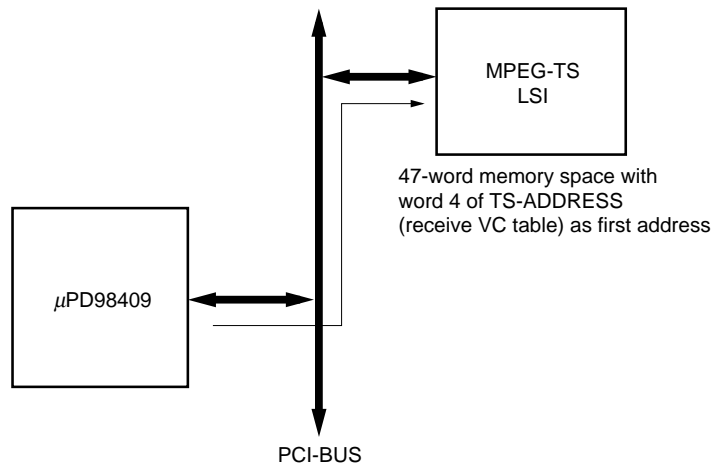 MPEG-TS
LSI
47-word memory space with
word 4 of TS-ADDRESS
(receive VC table) as first address
μPD98409
PCI-BUS